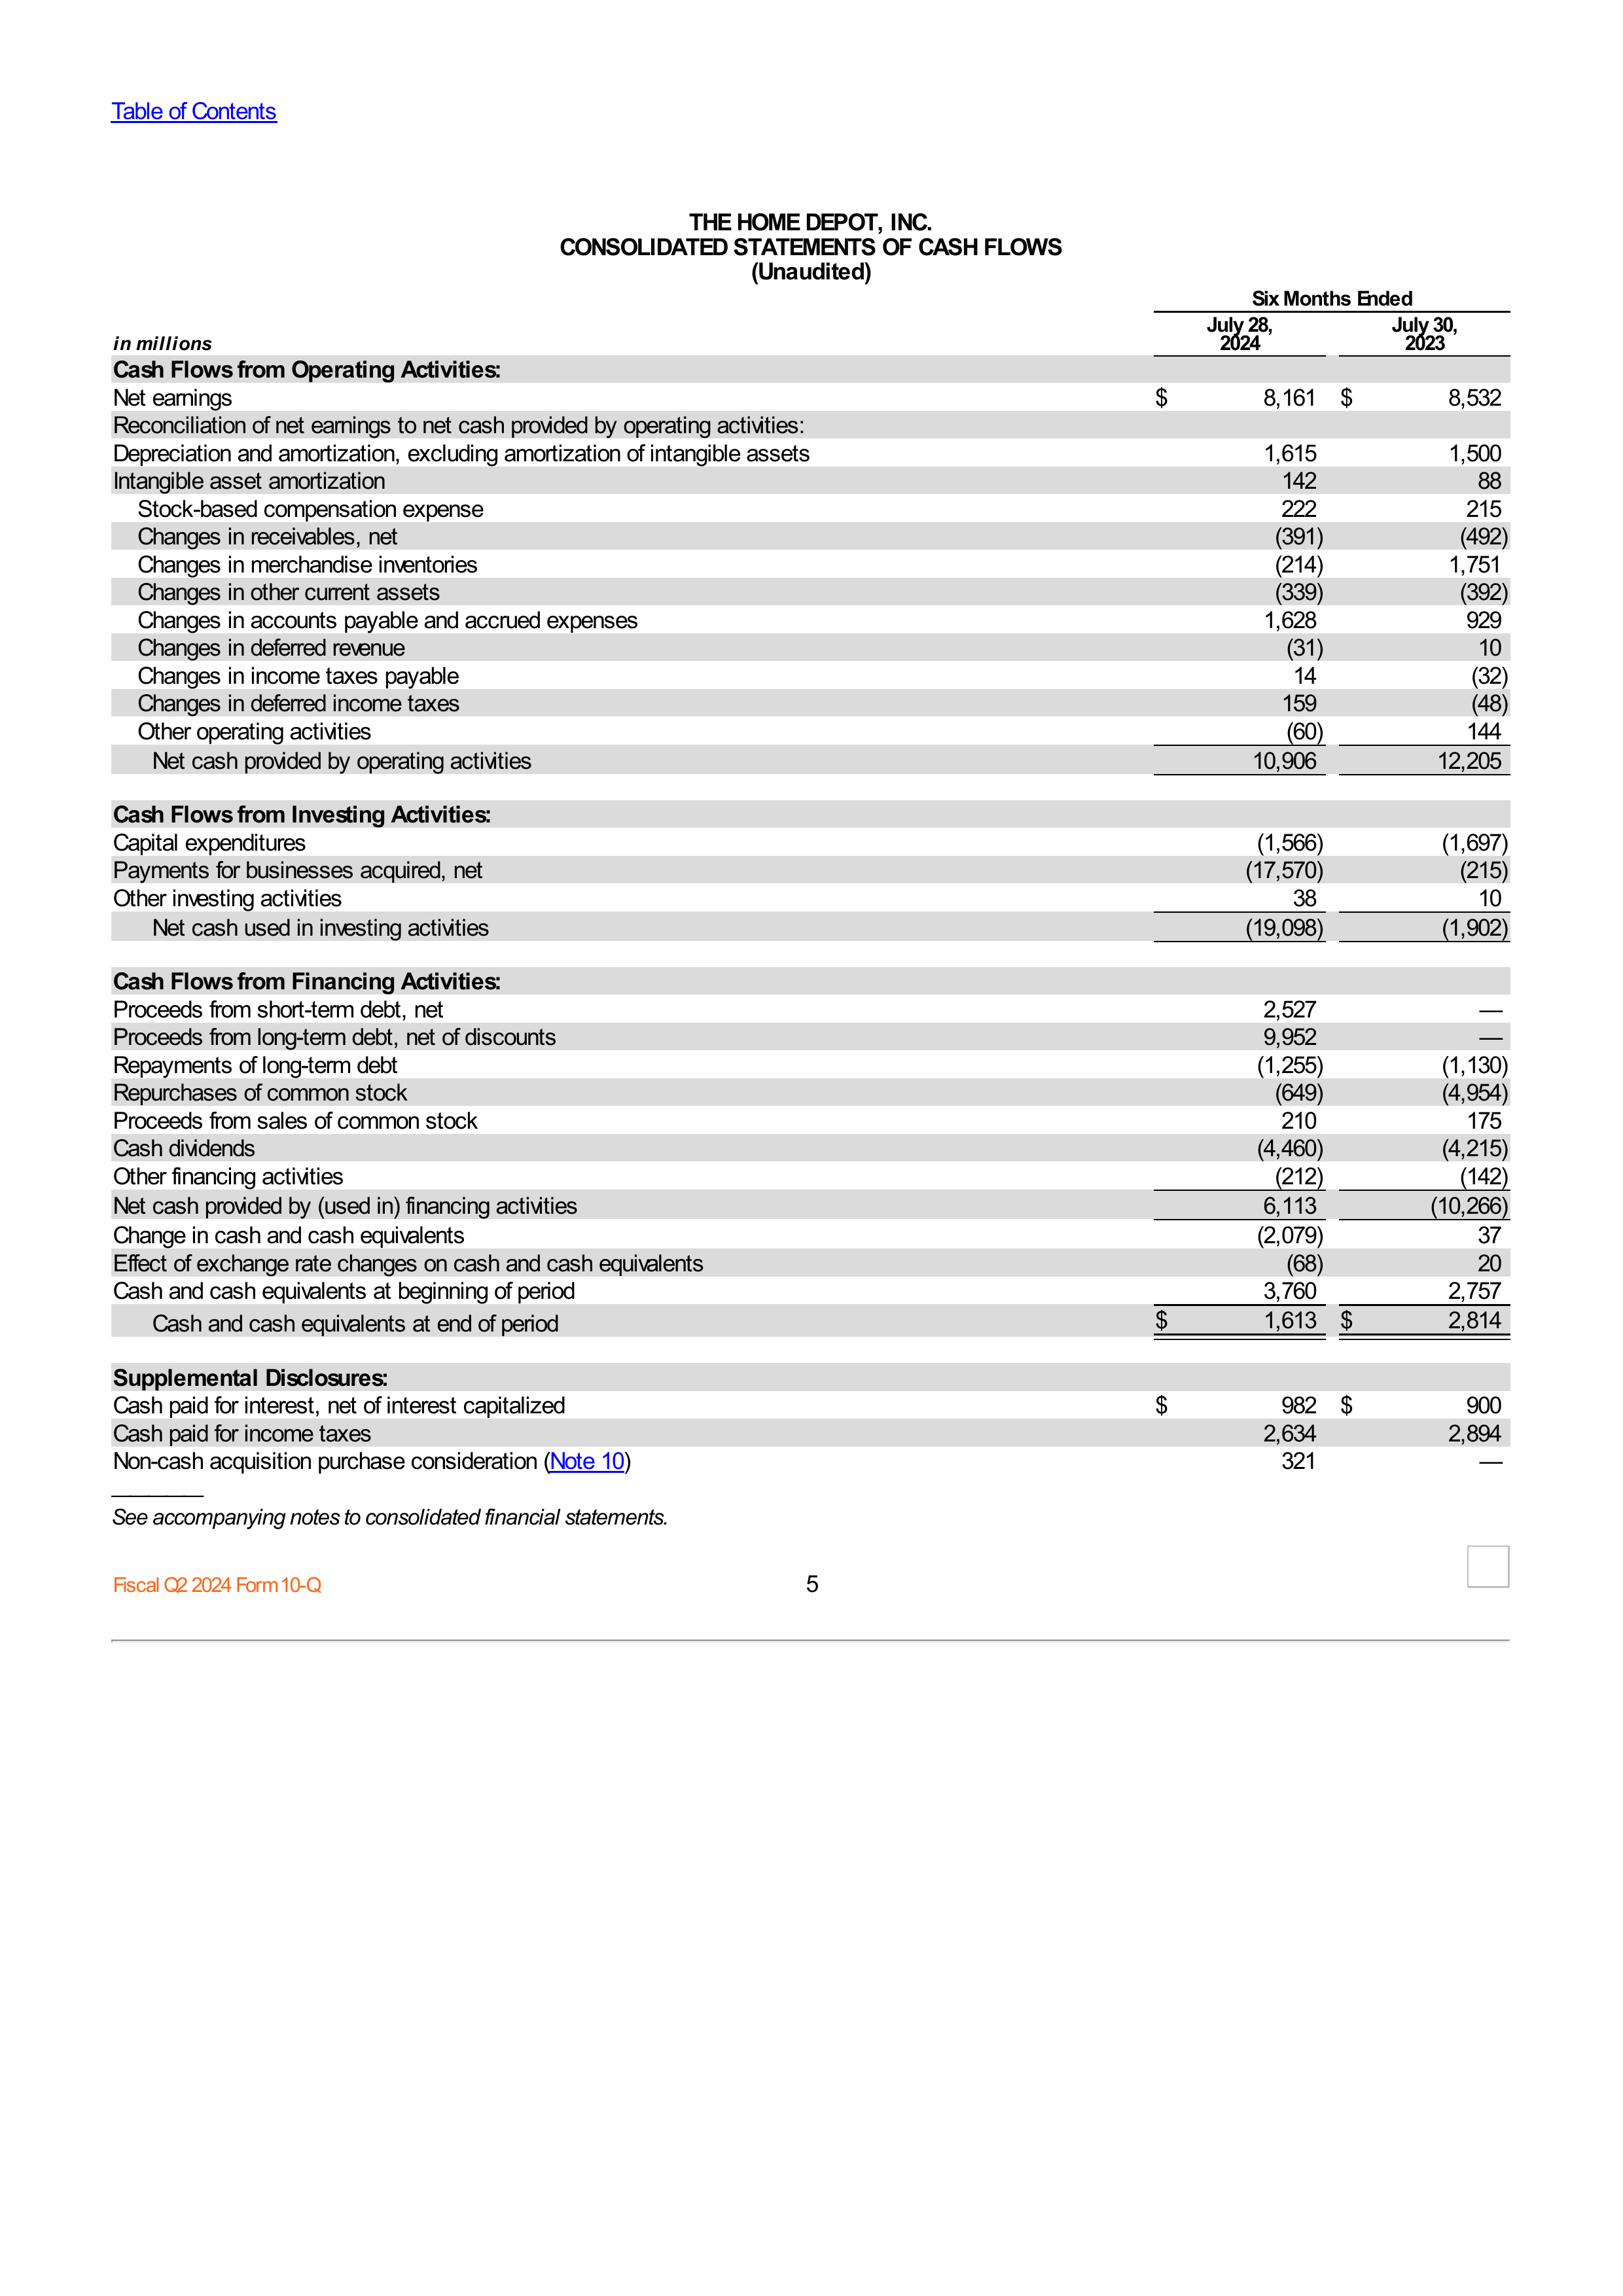 Table of Contents
THE HOME DEPOT, INC.
CONSOLIDATED STATEMENTS OF CASH FLOWS
(Unaudited)
Six Months Ended
in millions July 28, 2024 July 30, 2023
Cash Flows from Operating Activities:
Net earnings $ 8,161 $ 8,532
Reconciliation of net earnings to net cash provided by operating activities:
Depreciation and amortization, excluding amortization of intangible assets 1,615 1,500
Intangible asset amortization 142 88
Stock-based compensation expense 222 215
Changes in receivables, net (391) (492)
Changes in merchandise inventories (214) 1,751
Changes in other current assets (339) (392)
Changes in accounts payable and accrued expenses 1,628 929
Changes in deferred revenue (31) 10
Changes in income taxes payable 14 (32)
Changes in deferred income taxes 159 (48)
Other operating activities (60) 144
Net cash provided by operating activities 10,906 12,205
Cash Flows from Investing Activities:
Capital expenditures (1,566) (1,697)
Payments for businesses acquired, net (17,570) (215)
Other investing activities 38 10
Net cash used in investing activities (19,098) (1,902)
Cash Flows from Financing Activities:
Proceeds from short-term debt, net 2,527 —
Proceeds from long-term debt, net of discounts 9,952 —
Repayments of long-term debt (1,255) (1,130)
Repurchases of common stock (649) (4,954)
Proceeds from sales of common stock 210 175
Cash dividends (4,460) (4,215)
Other financing activities (212) (142)
Net cash provided by (used in) financing activities 6,113 (10,266)
Change in cash and cash equivalents (2,079) 37
Effect of exchange rate changes on cash and cash equivalents (68) 20
Cash and cash equivalents at beginning of period 3,760 2,757
Cash and cash equivalents at end of period $ 1,613 $ 2,814
Supplemental Disclosures:
Cash paid for interest, net of interest capitalized $ 982 $ 900
Cash paid for income taxes 2,634 2,894
Non-cash acquisition purchase consideration (Note 10) 321 —
See accompanying notes to consolidated financial statements.
Fiscal Q2 2024 Form 10-Q 5